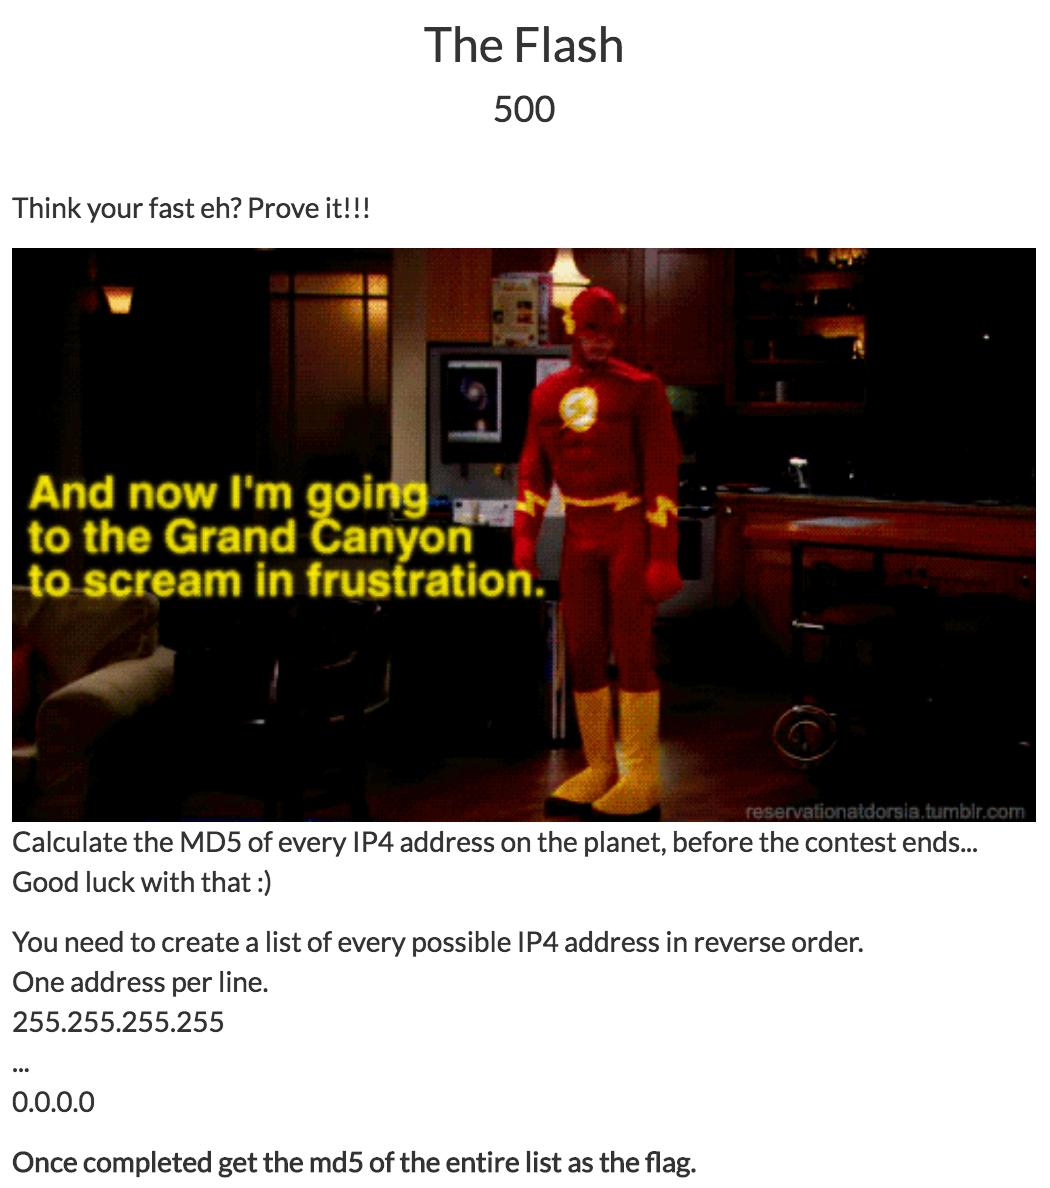 The Flash
500
Think your fast eh? Prove it!!!
And now I'm going
to the Grand Canyon
to scream in frustration.
reservationatdorsia.tumblr.com
Calculate the MD5 of every IP4 address on the planet, before the contest ends...
Good luck with that :)
You need to create a list of every possible IP4 address in reverse order.
One address per line.
255.255.255.255
...
0.0.0.0
Once completed get the md5 of the entire list as the flag.